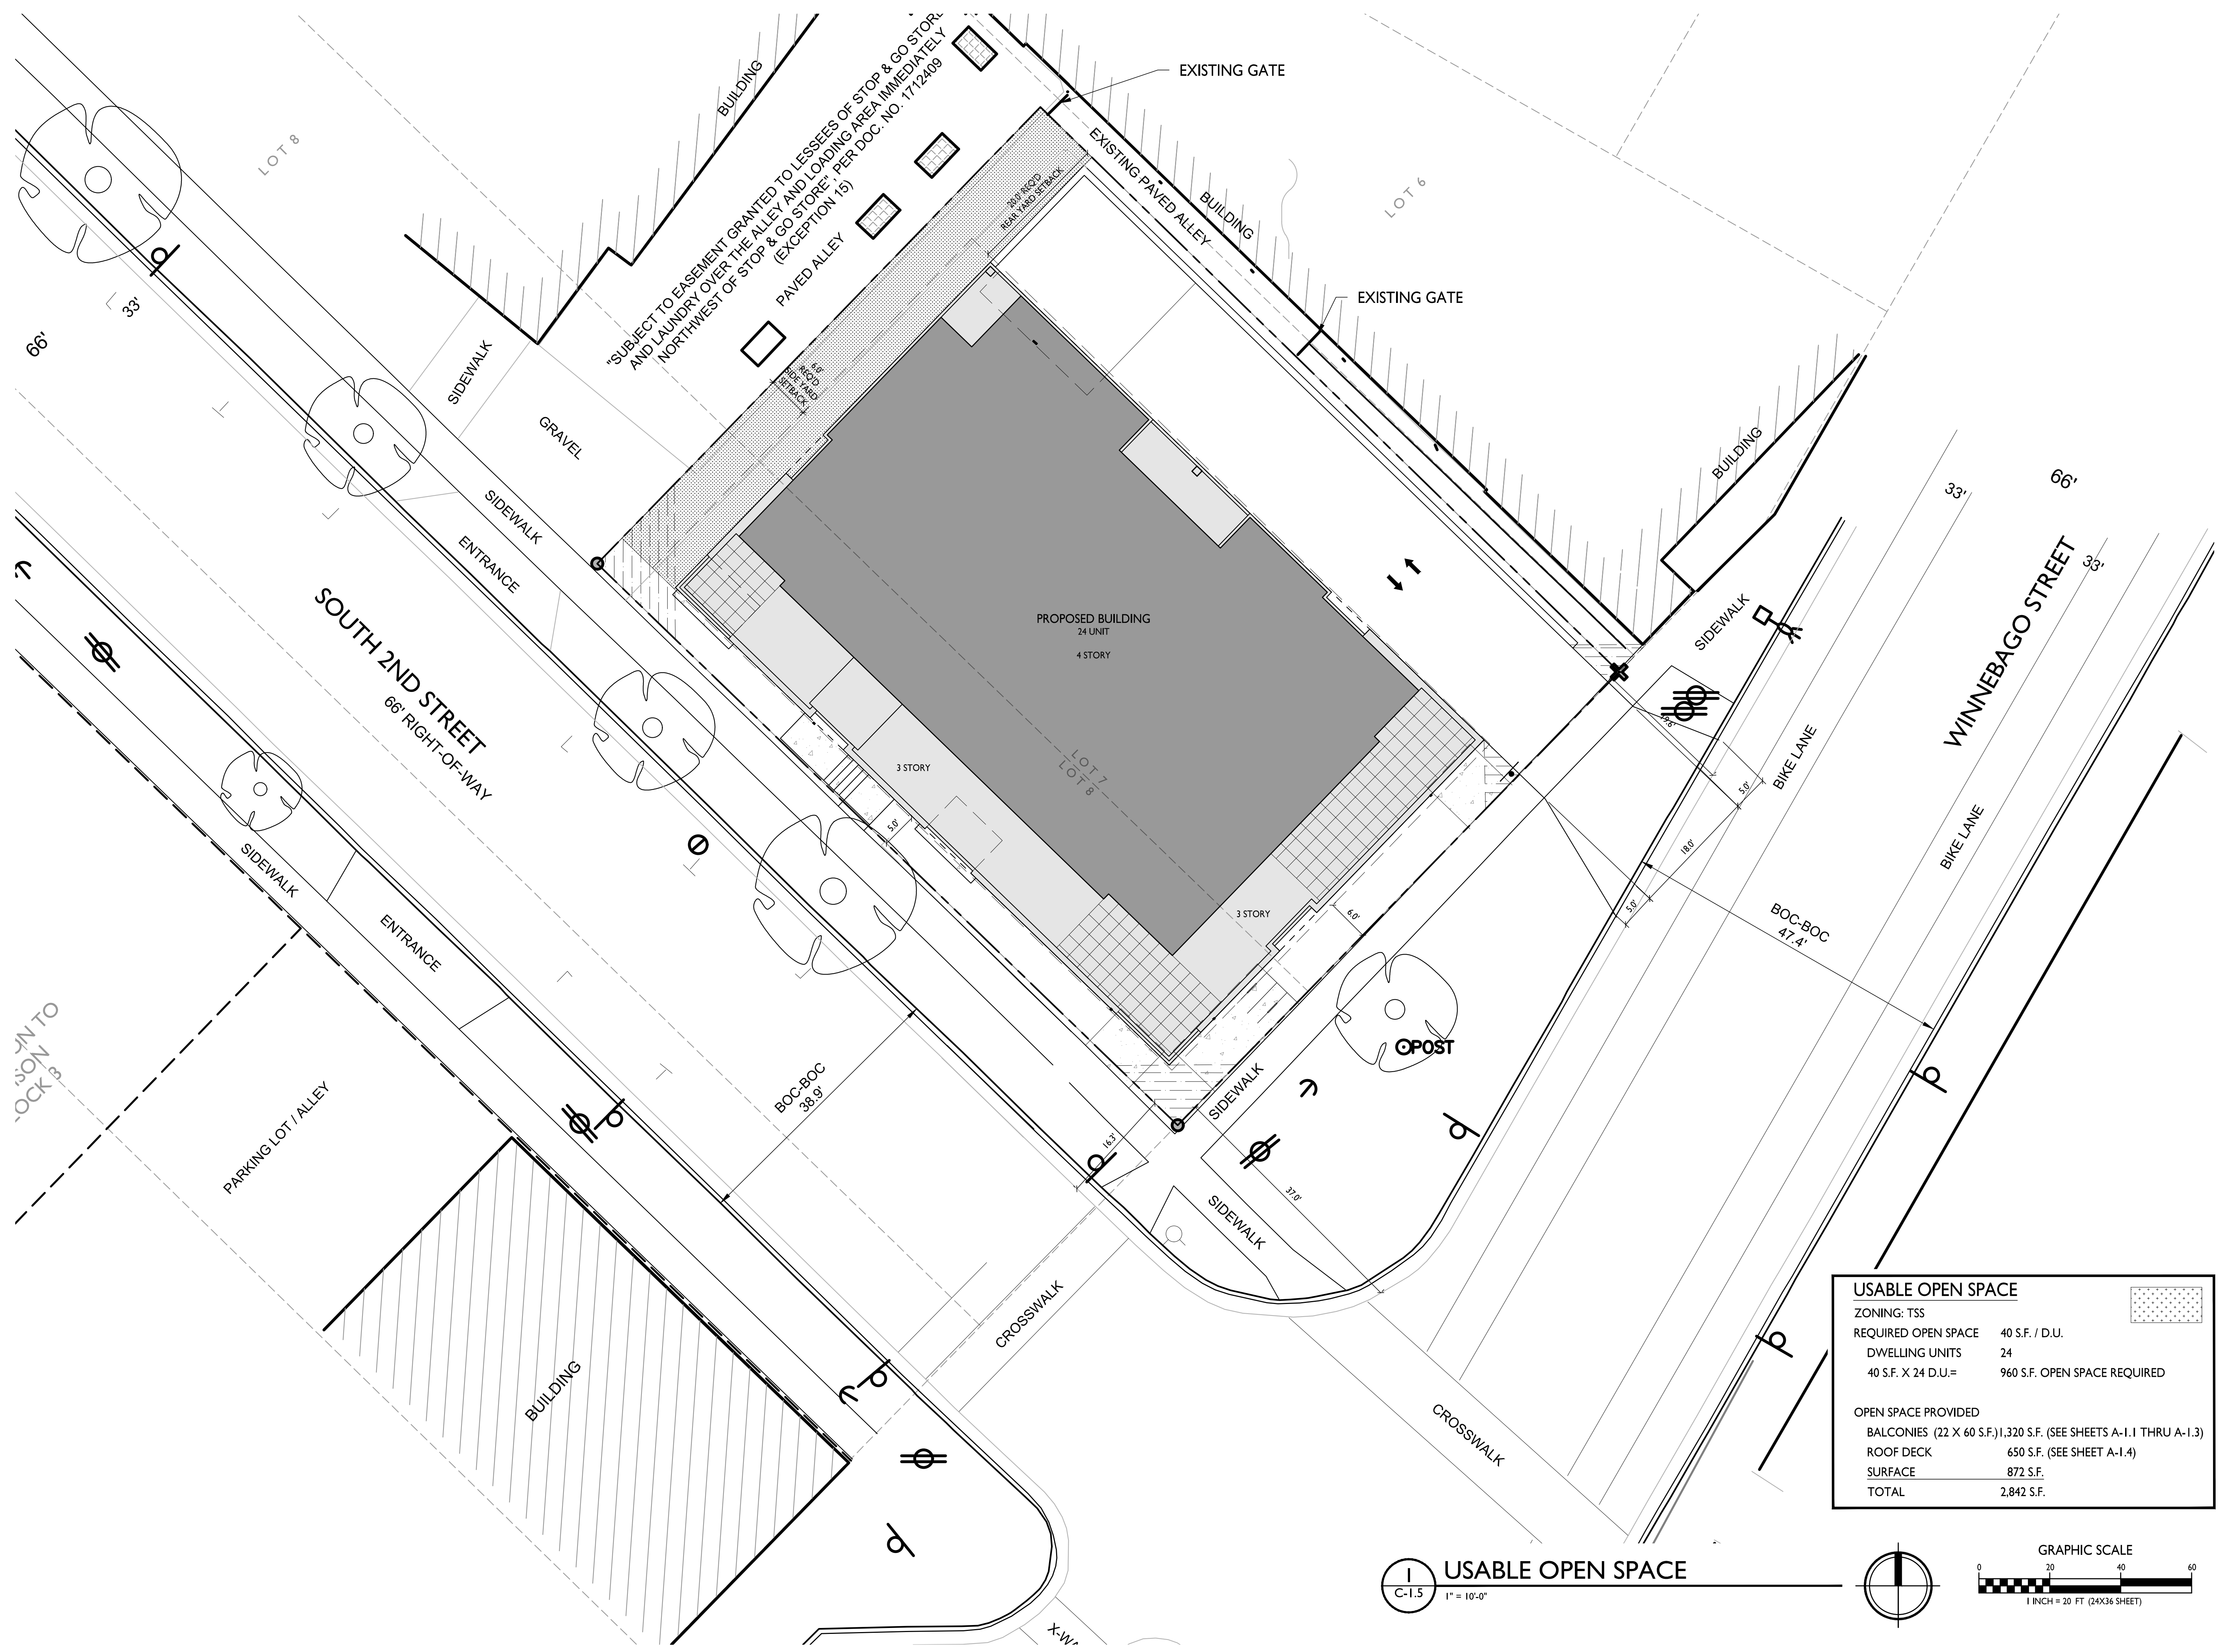 EXISTING GATE
BUILDING
"SUBJECT TO EASEMENT GRANTED TO LESSEES OF STOP & GO STORE
AND LAUNDRY OVER THE ALLEY AND LOADING AREA IMMEDIATELY
NORTHWEST OF STOP & GO STORE", PER DOC. NO. 1712409
(EXCEPTION 15)
PAVED ALLEY
LOT 8
EXISTING PAVED ALLEY
20.0' REQ'D
REAR YARD SETBACK
BUILDING
LOT 6
EXISTING GATE
33'
66'
SIDEWALK
6.0'
REQ'D
SIDE YARD
SETBACK
GRAVEL
BUILDING
33'
66'
33'
SIDEWALK
ENTRANCE
SOUTH 2ND STREET
66' RIGHT-OF-WAY
PROPOSED BUILDING
24 UNIT
4 STORY
SIDEWALK
WINNEBAGO STREET
LOT 7
LOT 8
3 STORY
5.0'
19.6'
BIKE LANE
5.0'
18.0'
5.0'
BIKE LANE
SIDEWALK
ENTRANCE
3 STORY
6.0'
BOC-BOC
47.4'
POST
ON TO
SON
OCK 3
PARKING LOT / ALLEY
BOC-BOC
38.9'
SIDEWALK
16.3'
37.0'
SIDEWALK
CROSSWALK
BUILDING
CROSSWALK
USABLE OPEN SPACE
ZONING: TSS
REQUIRED OPEN SPACE 40 S.F. / D.U.
DWELLING UNITS 24
40 S.F. X 24 D.U.= 960 S.F. OPEN SPACE REQUIRED
OPEN SPACE PROVIDED
BALCONIES (22 X 60 S.F.) 1,320 S.F. (SEE SHEETS A-1.1 THRU A-1.3)
ROOF DECK 650 S.F. (SEE SHEET A-1.4)
SURFACE 872 S.F.
TOTAL 2,842 S.F.
1
C-1.5
USABLE OPEN SPACE
1" = 10'-0"
GRAPHIC SCALE
0 20 40 60
1 INCH = 20 FT (24X36 SHEET)